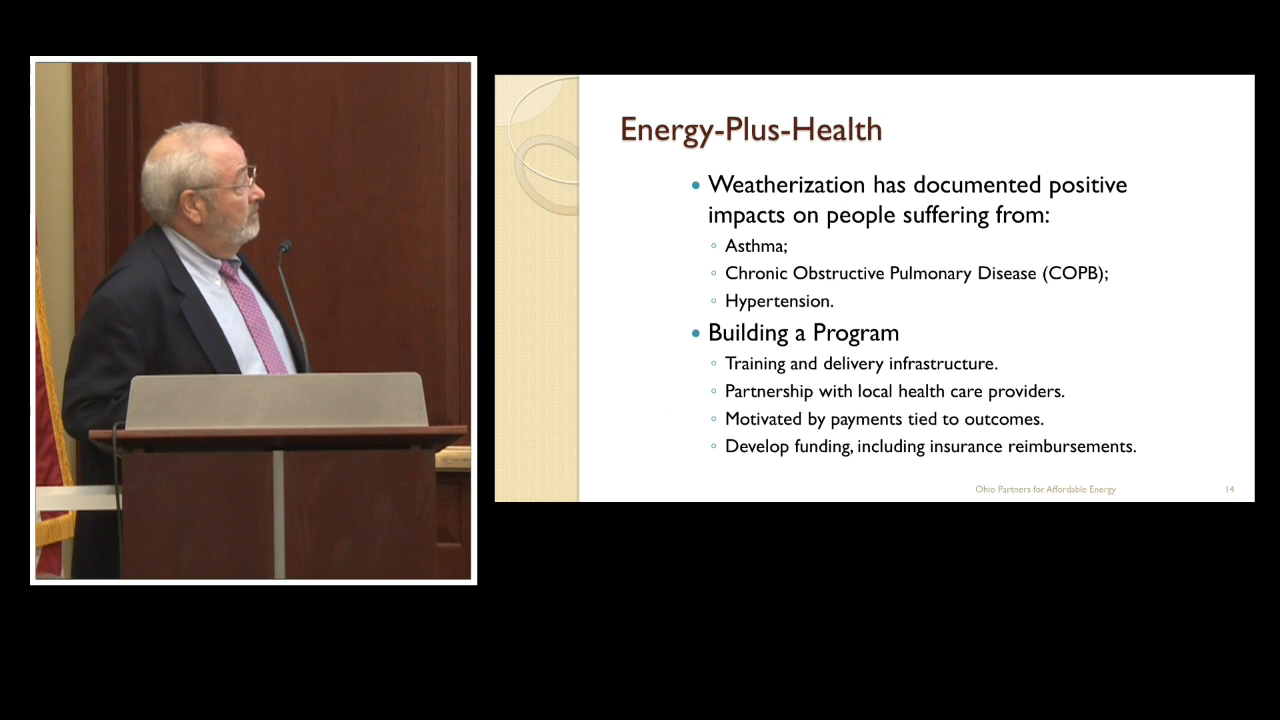 Energy-Plus-Health
• Weatherization has documented positive
impacts on people suffering from:
◦ Asthma;
◦ Chronic Obstructive Pulmonary Disease (COPB);
◦ Hypertension.
• Building a Program
◦ Training and delivery infrastructure.
◦ Partnership with local health care providers.
◦ Motivated by payments tied to outcomes.
◦ Develop funding, including insurance reimbursements.
Ohio Partners for Affordable Energy 14